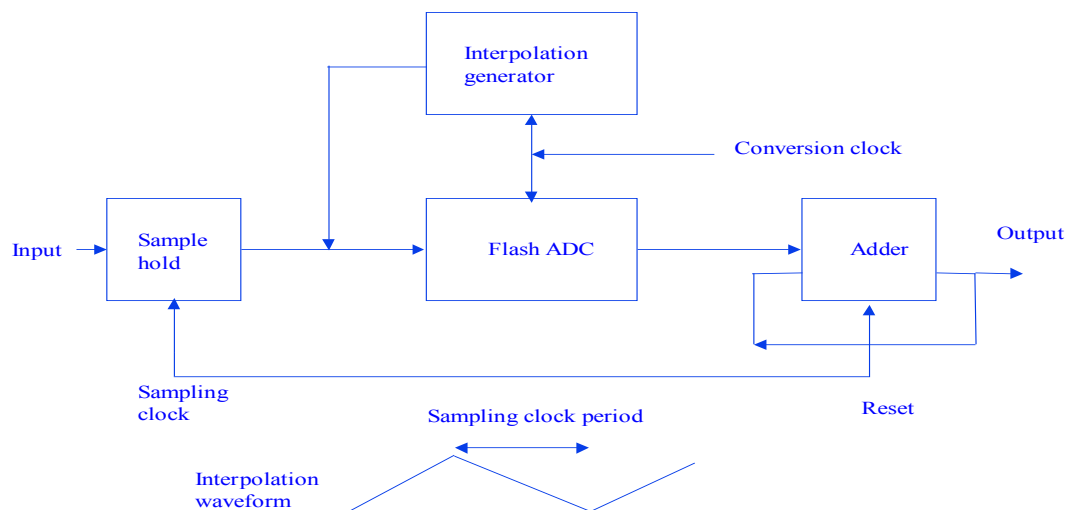 Interpolation
generator
Conversion clock
Input
Sample
hold
Flash ADC
Adder
Output
Sampling
clock
Reset
Sampling clock period
Interpolation
waveform